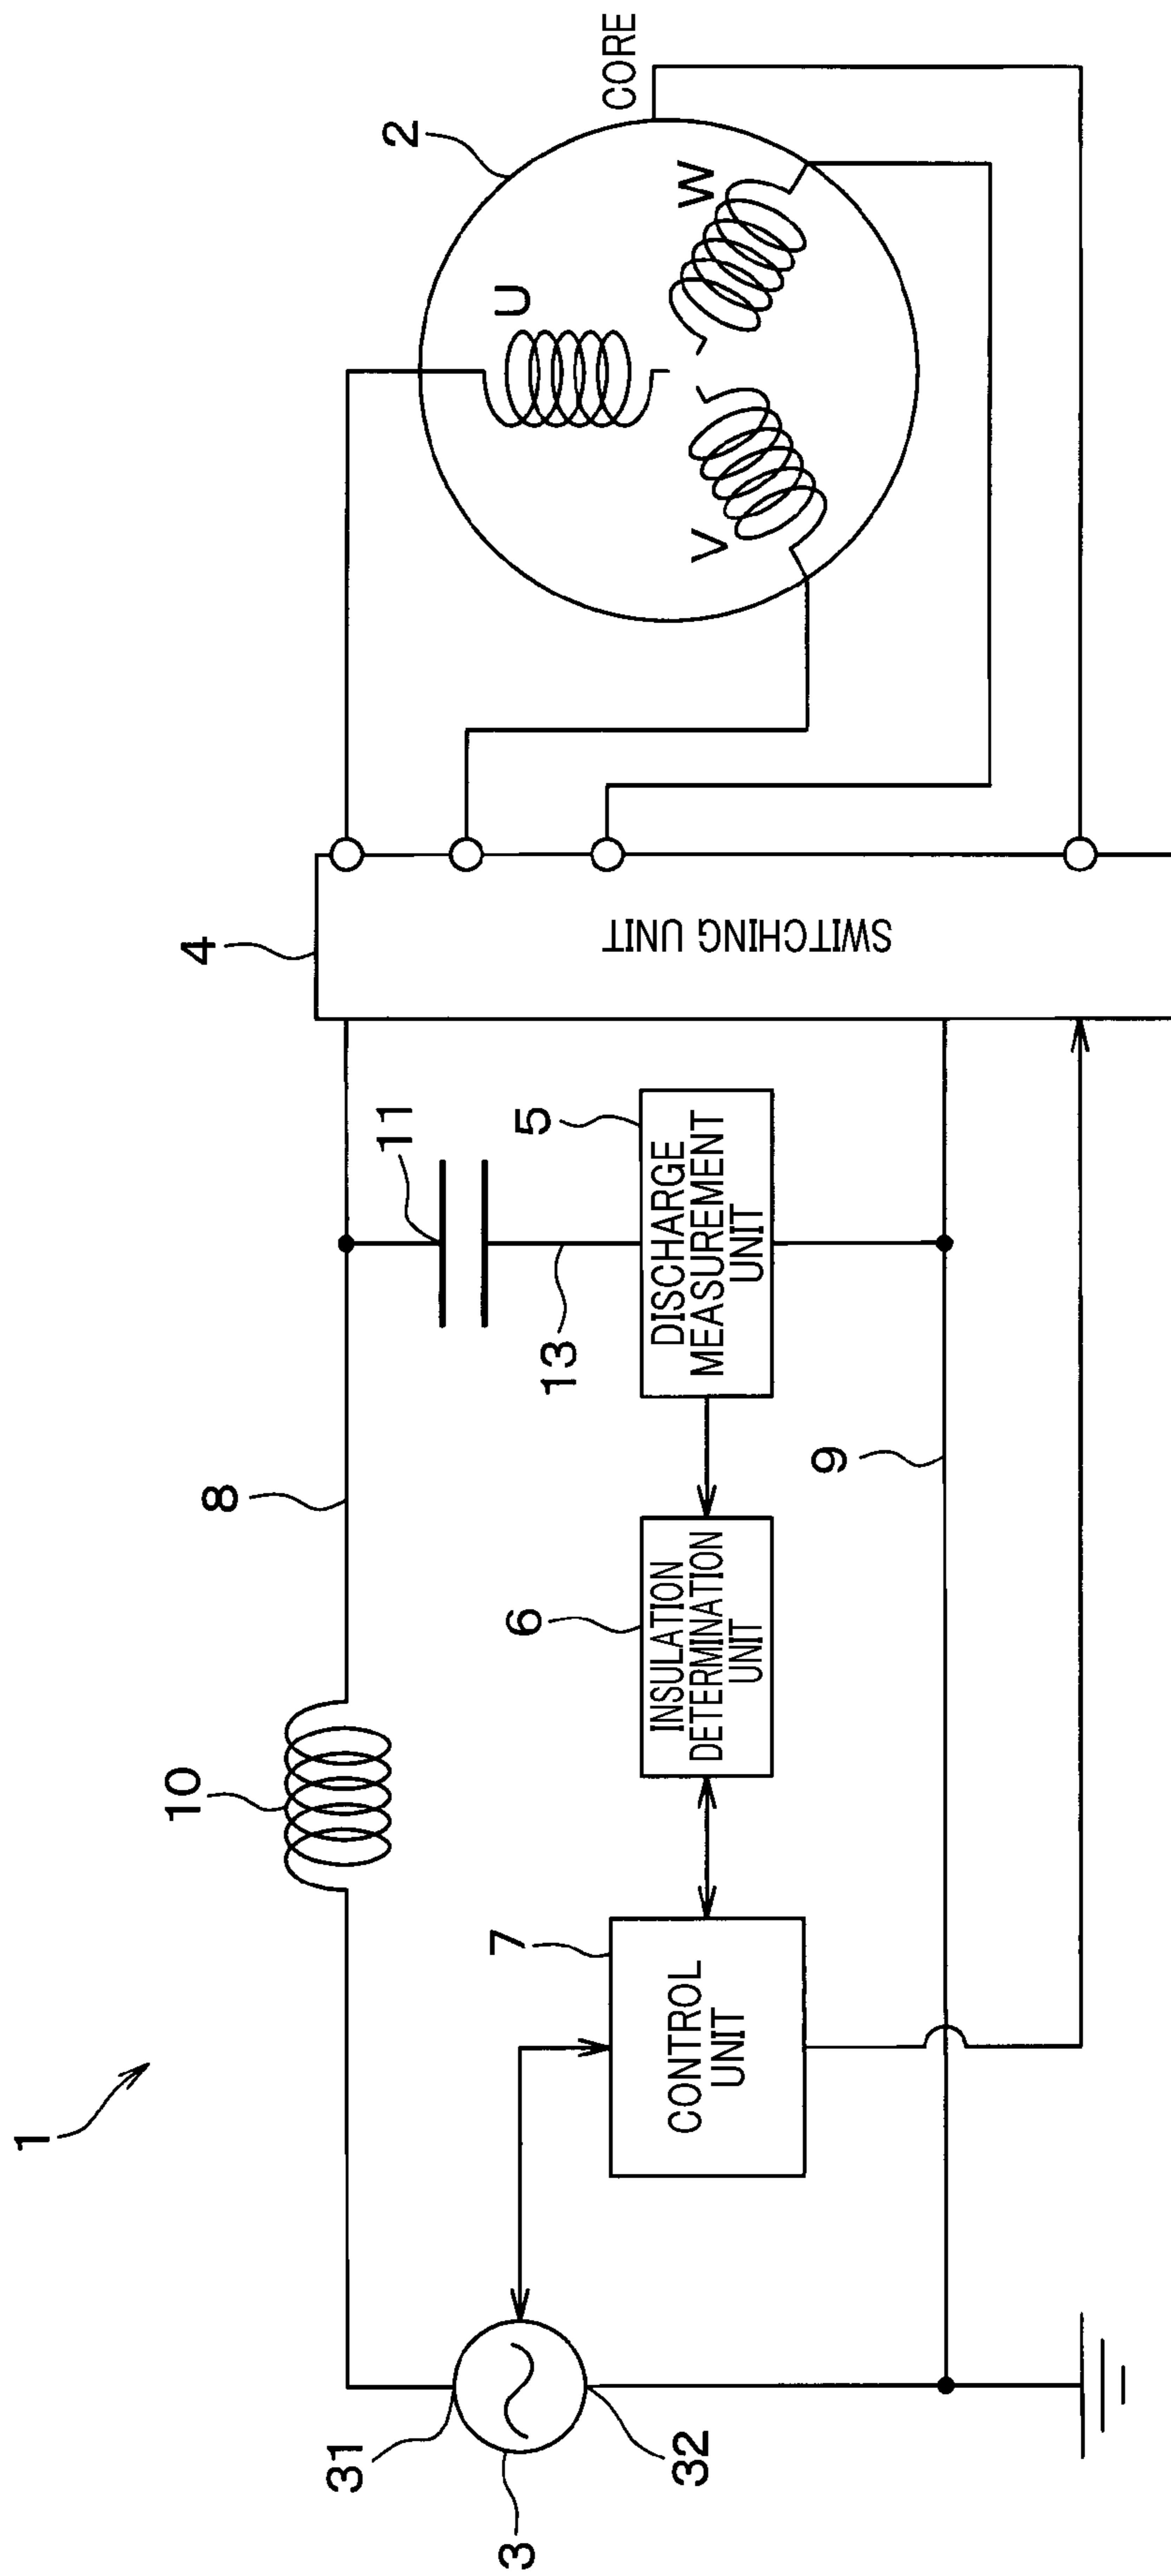 1
10
8
4
2
CORE
U
V
W
31
3
32
7
CONTROL
UNIT
6
INSULATION
DETERMINATION
UNIT
5
DISCHARGE
MEASUREMENT
UNIT
11
13
9
SWITCHING UNIT